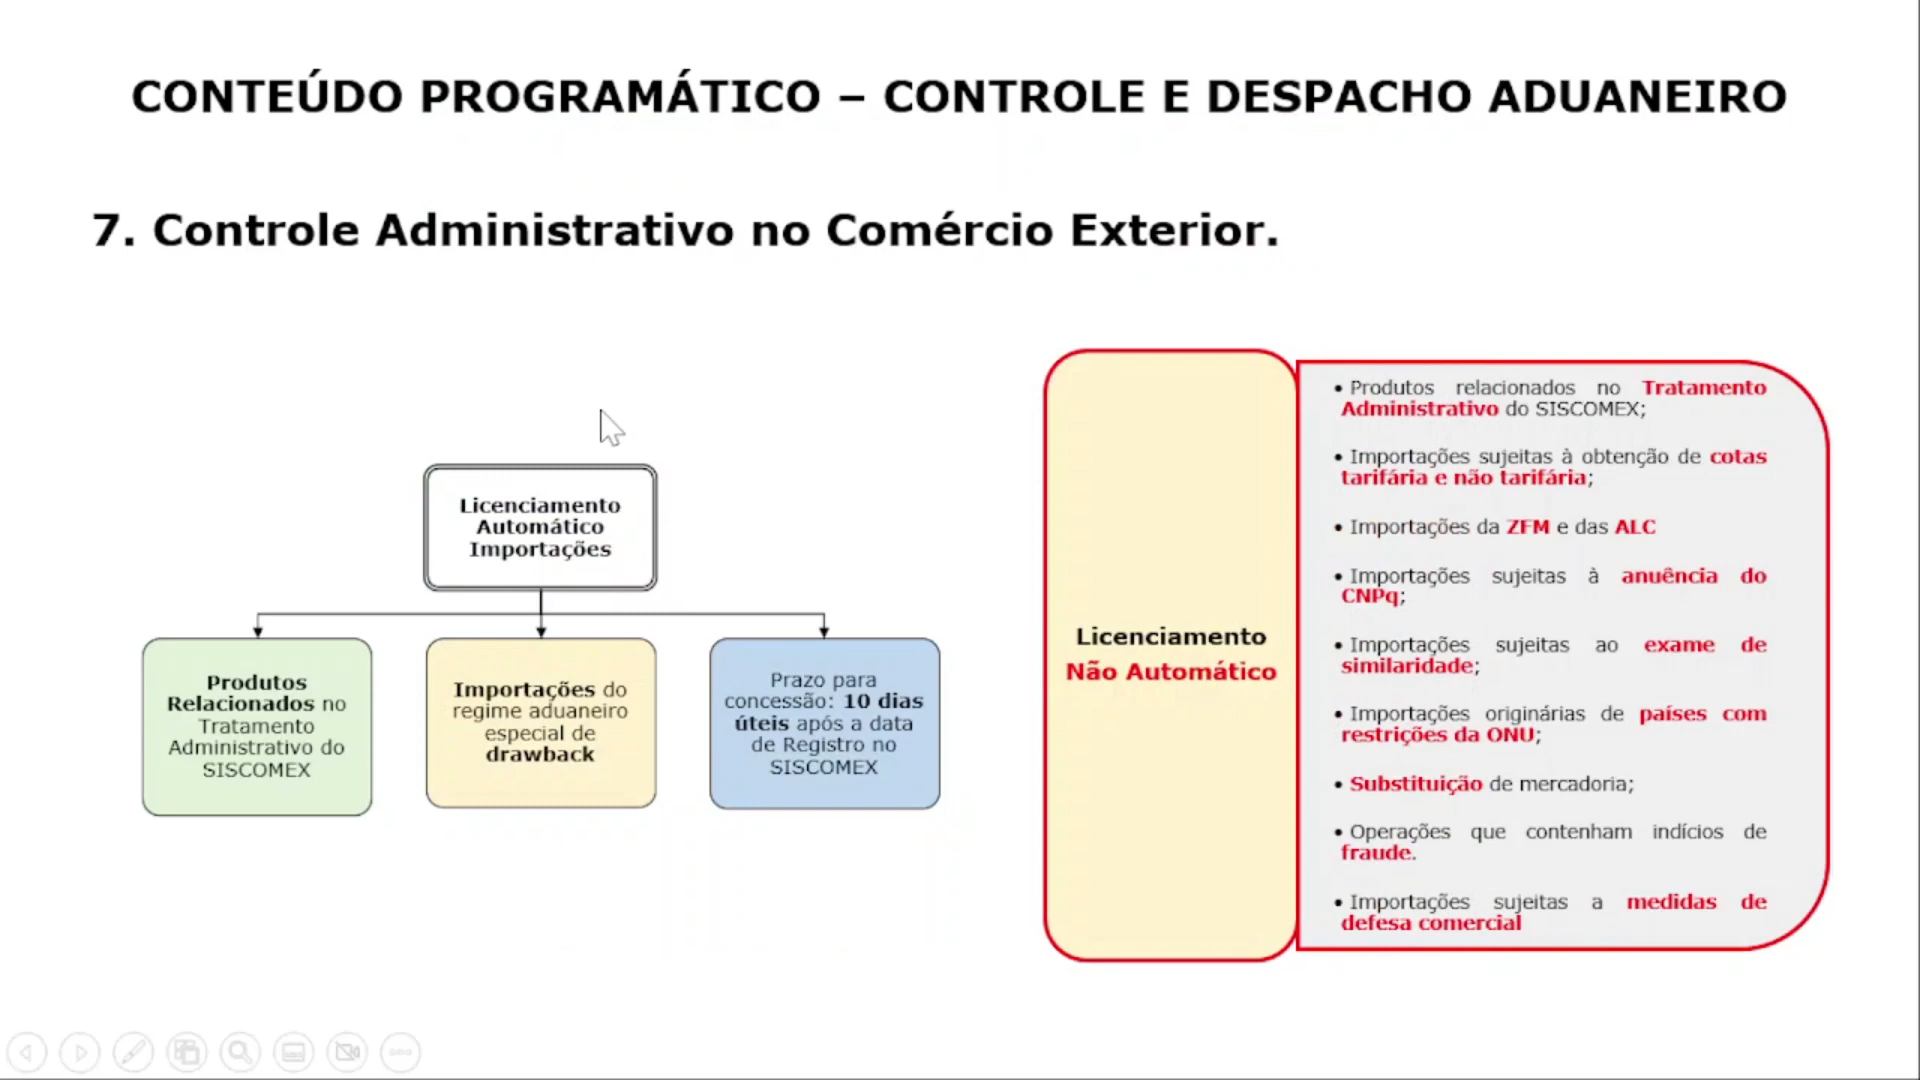 CONTEÚDO PROGRAMÁTICO – CONTROLE E DESPACHO ADUANEIRO
7. Controle Administrativo no Comércio Exterior.
Licenciamento
Automático
Importações
Produtos
Relacionados no
Tratamento
Administrativo do
SISCOMEX
Importações do
regime aduaneiro
especial de
drawback
Prazo para
concessão: 10 dias
úteis após a data
de Registro no
SISCOMEX
Licenciamento
Não Automático
• Produtos relacionados no Tratamento
Administrativo do SISCOMEX;
• Importações sujeitas à obtenção de cotas
tarifária e não tarifária;
• Importações da ZFM e das ALC
• Importações sujeitas à anuência do
CNPq;
• Importações sujeitas ao exame de
similaridade;
• Importações originárias de países com
restrições da ONU;
• Substituição de mercadoria;
• Operações que contenham indícios de
fraude.
• Importações sujeitas a medidas de
defesa comercial